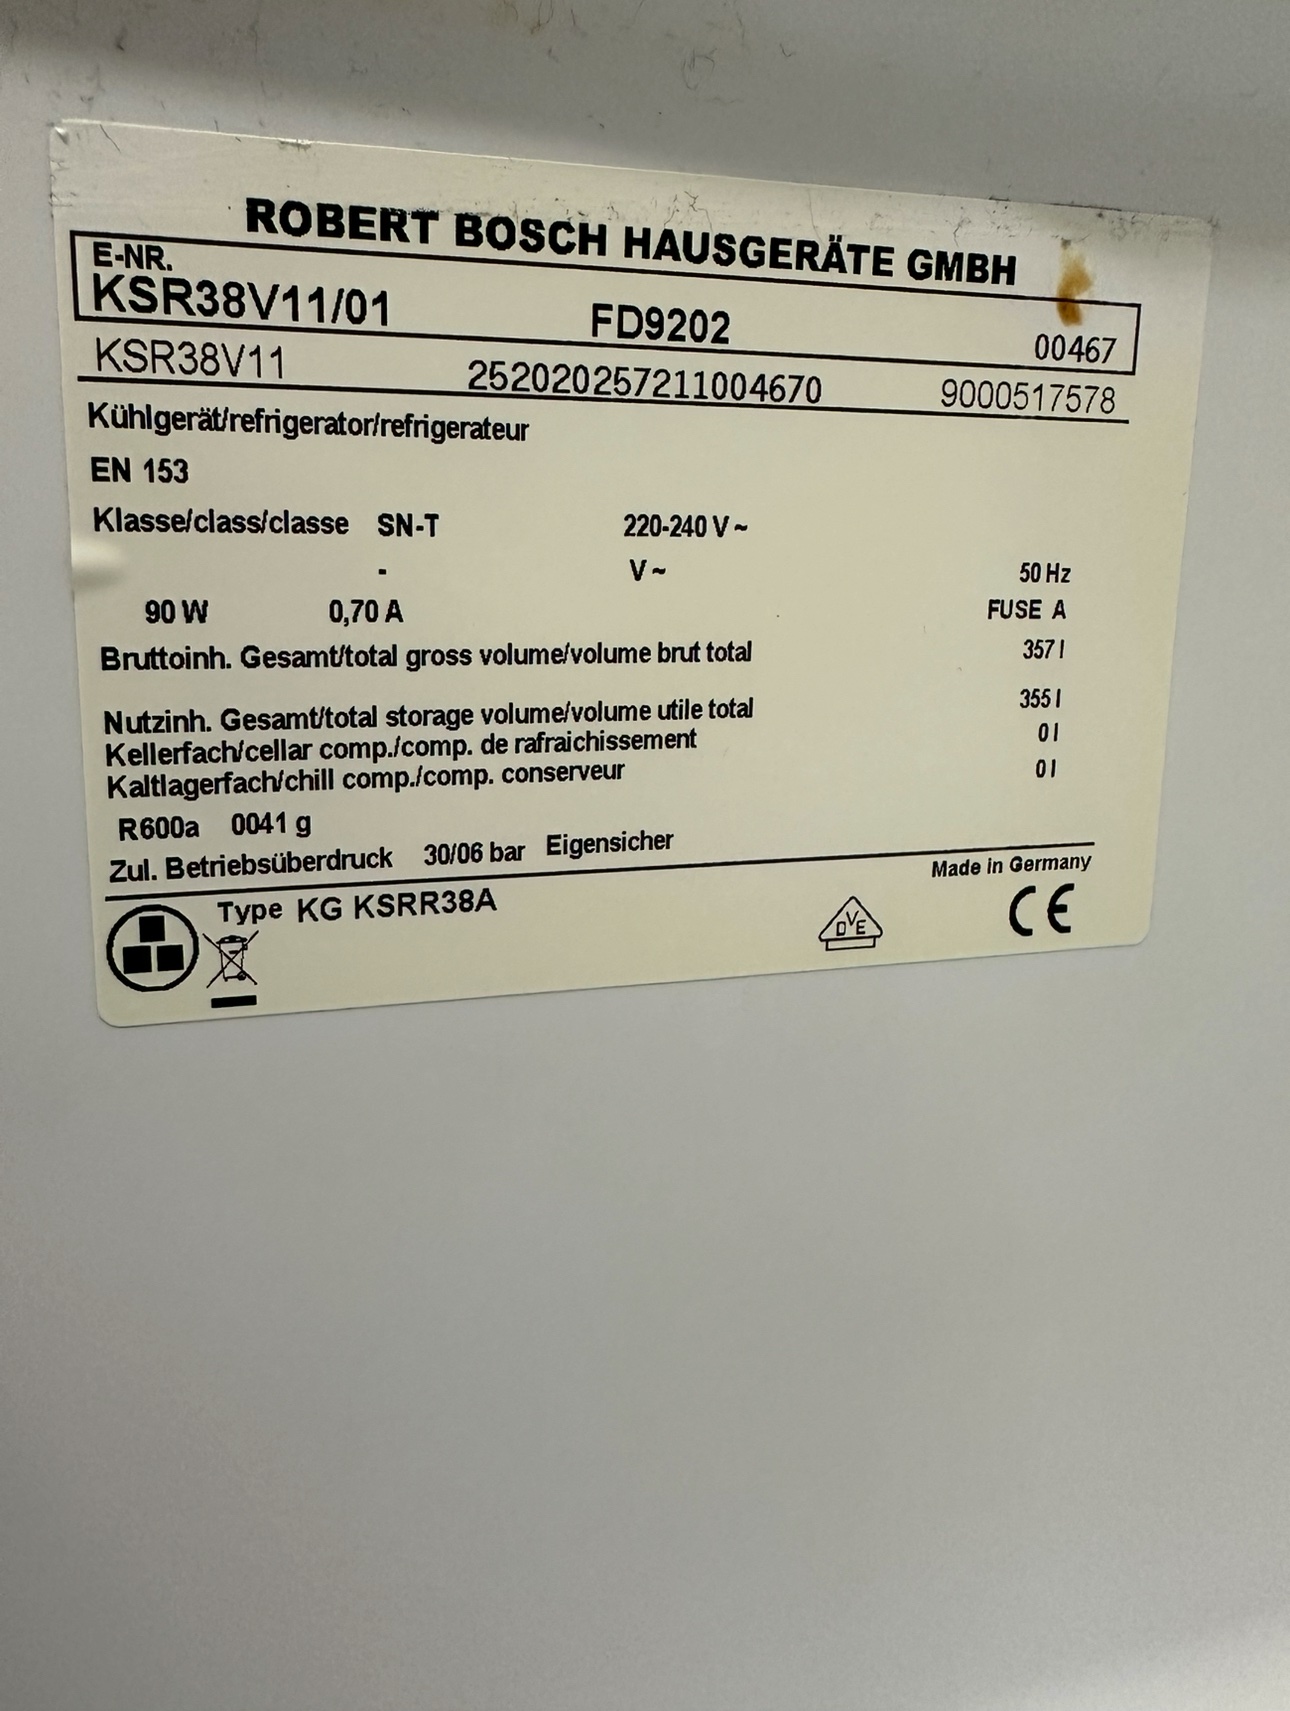 ROBERT BOSCH HAUSGERÄTE GMBH
E-NR.
KSR38V11/01 FD9202 00467
KSR38V11 252020257211004670 9000517578
Kühlgerät/refrigerator/refrigerateur
EN 153
Klasse/class/classe SN-T 220-240 V ~
- V ~ 50 Hz
90 W 0,70 A FUSE A
Bruttoinh. Gesamt/total gross volume/volume brut total 357 l
Nutzinh. Gesamt/total storage volume/volume utile total 355 l
Kellerfach/cellar comp./comp. de rafraichissement 0 l
Kaltlagerfach/chill comp./comp. conserveur 0 l
R600a 0041 g
Zul. Betriebsüberdruck 30/06 bar Eigensicher
Made in Germany
Type KG KSRR38A
DVE CE